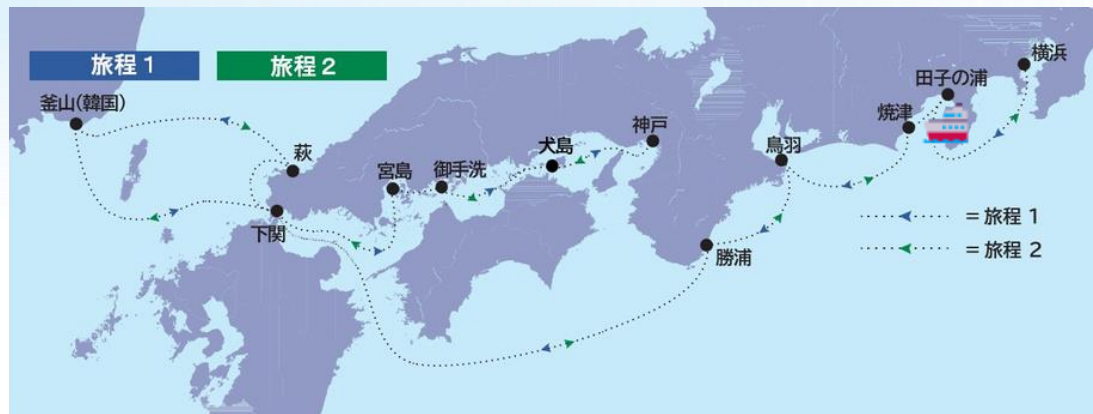 旅程1
旅程2
横浜
田子の浦
釜山(韓国)
焼津
神戸
犬島
鳥羽
萩
宮島
御手洗
下関
=旅程 1
勝浦
=旅程 2